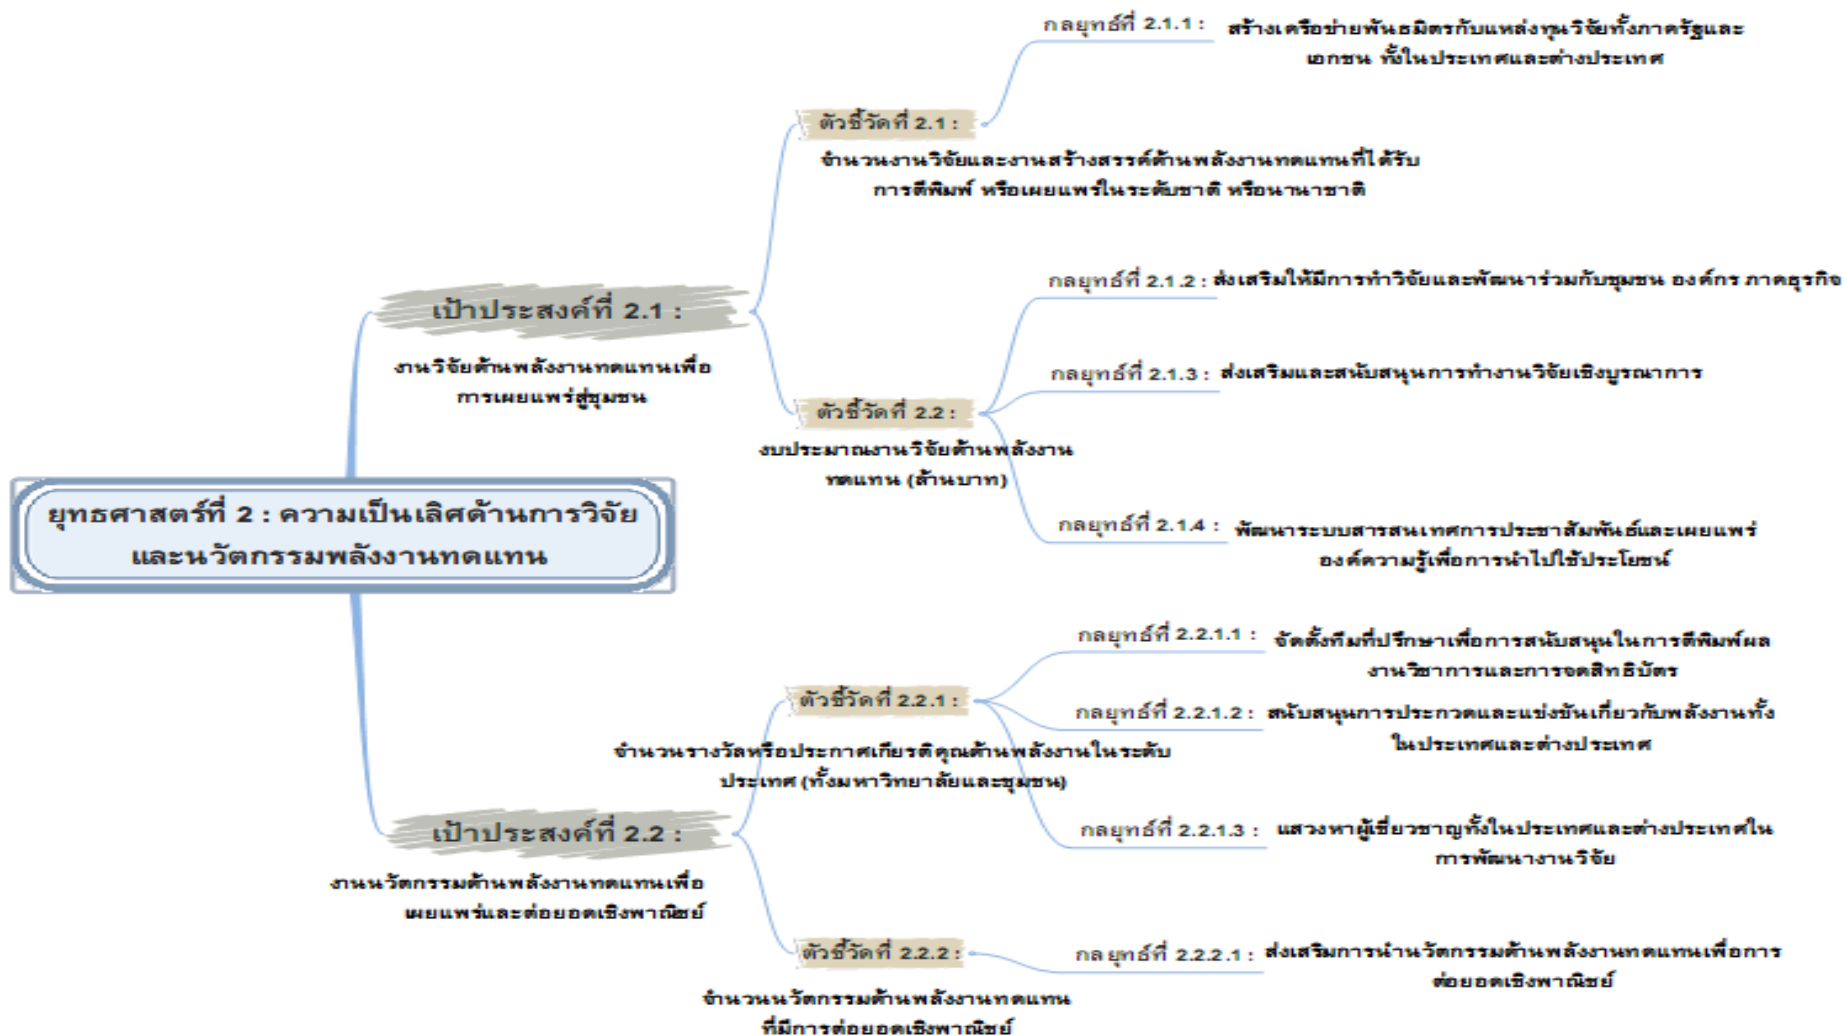 ยุทธศาสตร์ที่ 2 : ความเป็นเลิศด้านการวิจัย
และนวัตกรรมพลังงานทดแทน
เป้าประสงค์ที่ 2.1 :
งานวิจัยด้านพลังงานทดแทนเพื่อ
การเผยแพร่สู่ชุมชน
ตัวชี้วัดที่ 2.1 :
จำนวนงานวิจัยและงานสร้างสรรค์ด้านพลังงานทดแทนที่ได้รับ
การตีพิมพ์ หรือเผยแพร่ในระดับชาติ หรือนานาชาติ
กลยุทธ์ที่ 2.1.1 : สร้างเครือข่ายพันธมิตรกับแหล่งทุนวิจัยทั้งภาครัฐและ
เอกชน ทั้งในประเทศและต่างประเทศ
ตัวชี้วัดที่ 2.2 :
งบประมาณงานวิจัยด้านพลังงาน
ทดแทน (ล้านบาท)
กลยุทธ์ที่ 2.1.2 : ส่งเสริมให้มีการทำวิจัยและพัฒนาร่วมกับชุมชน องค์กร ภาคธุรกิจ
กลยุทธ์ที่ 2.1.3 : ส่งเสริมและสนับสนุนการทำงานวิจัยเชิงบูรณาการ
กลยุทธ์ที่ 2.1.4 : พัฒนาระบบสารสนเทศการประชาสัมพันธ์และเผยแพร่
องค์ความรู้เพื่อการนำไปใช้ประโยชน์
เป้าประสงค์ที่ 2.2 :
งานนวัตกรรมด้านพลังงานทดแทนเพื่อ
เผยแพร่และต่อยอดเชิงพาณิชย์
ตัวชี้วัดที่ 2.2.1 :
จำนวนรางวัลหรือประกาศเกียรติคุณด้านพลังงานในระดับ
ประเทศ (ทั้งมหาวิทยาลัยและชุมชน)
กลยุทธ์ที่ 2.2.1.1 : จัดตั้งทีมที่ปรึกษาเพื่อการสนับสนุนในการตีพิมพ์ผล
งานวิชาการและการจดสิทธิบัตร
กลยุทธ์ที่ 2.2.1.2 : สนับสนุนการประกวดและแข่งขันเกี่ยวกับพลังงานทั้ง
ในประเทศและต่างประเทศ
กลยุทธ์ที่ 2.2.1.3 : แสวงหาผู้เชี่ยวชาญทั้งในประเทศและต่างประเทศใน
การพัฒนางานวิจัย
ตัวชี้วัดที่ 2.2.2 :
จำนวนนวัตกรรมด้านพลังงานทดแทน
ที่มีการต่อยอดเชิงพาณิชย์
กลยุทธ์ที่ 2.2.2.1 : ส่งเสริมการนำนวัตกรรมด้านพลังงานทดแทนเพื่อการ
ต่อยอดเชิงพาณิชย์